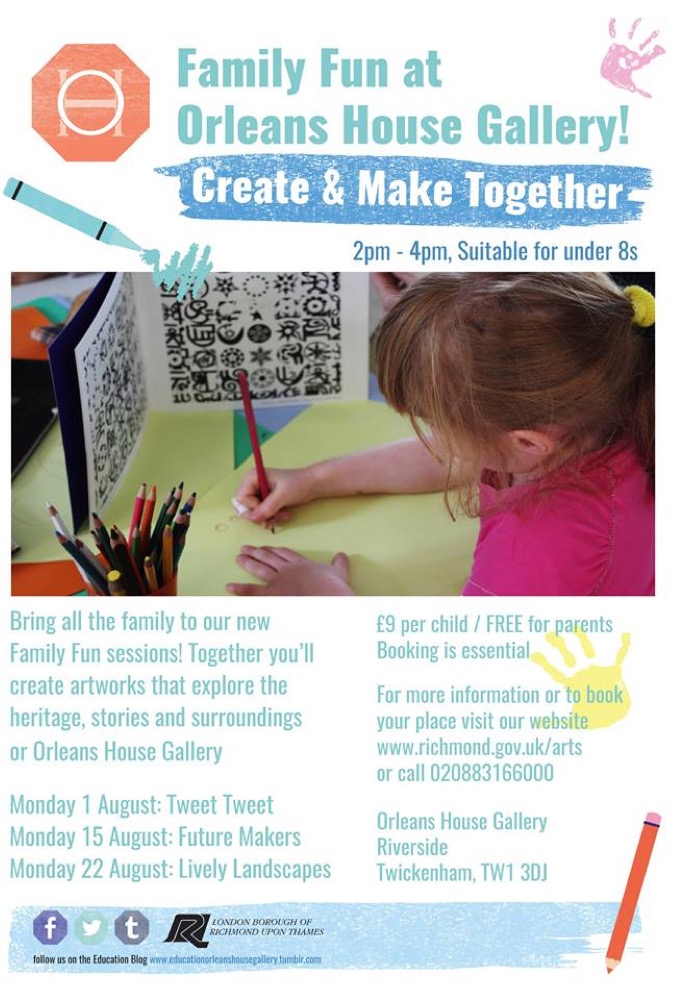 Family Fun at
Orleans House Gallery!
Create & Make Together
2pm - 4pm, Suitable for under 8s
Bring all the family to our new
Family Fun sessions! Together you'll
create artworks that explore the
heritage, stories and surroundings
or Orleans House Gallery
Monday 1 August: Tweet Tweet
Monday 15 August: Future Makers
Monday 22 August: Lively Landscapes
£9 per child / FREE for parents
Booking is essential
For more information or to book
your place visit our website
www.richmond.gov.uk/arts
or call 020883166000
Orleans House Gallery
Riverside
Twickenham, TW1 3DJ
LONDON BOROUGH OF
RICHMOND UPON THAMES
follow us on the Education Blog www.educationorleanshousegallery.tumblr.com